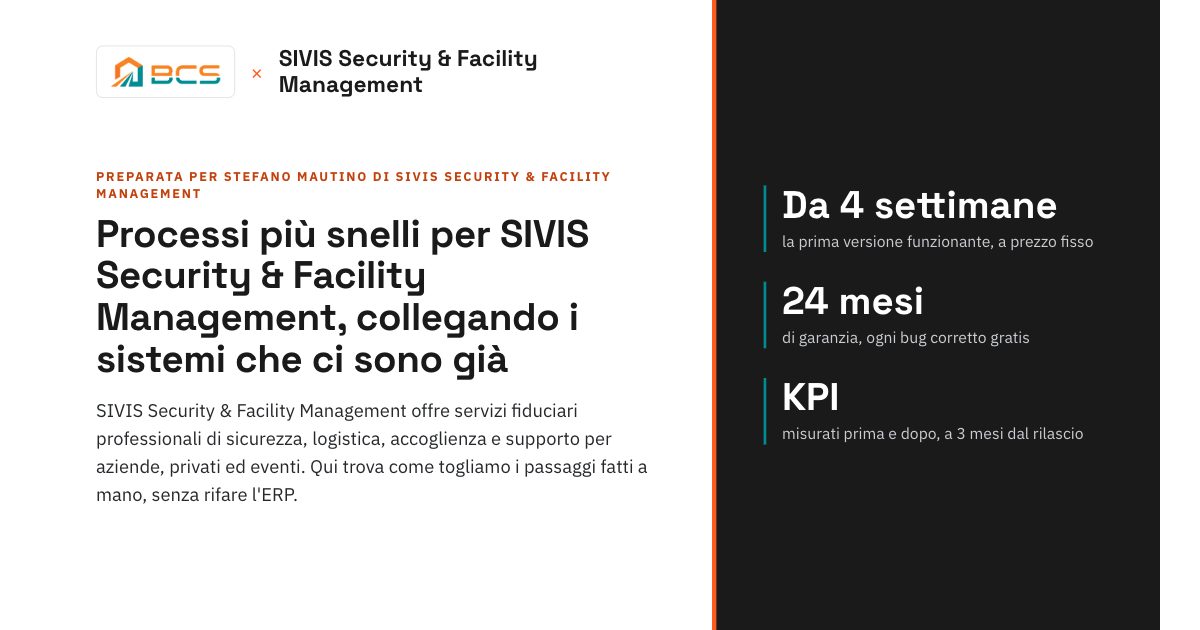 BCS
×
SIVIS Security & Facility
Management
PREPARATA PER STEFANO MAUTINO DI SIVIS SECURITY & FACILITY
MANAGEMENT
Processi più snelli per SIVIS
Security & Facility
Management, collegando i
sistemi che ci sono già
SIVIS Security & Facility Management offre servizi fiduciari
professionali di sicurezza, logistica, accoglienza e supporto per
aziende, privati ed eventi. Qui trova come togliamo i passaggi fatti a
mano, senza rifare l'ERP.
Da 4 settimane
la prima versione funzionante, a prezzo fisso
24 mesi
di garanzia, ogni bug corretto gratis
KPI
misurati prima e dopo, a 3 mesi dal rilascio